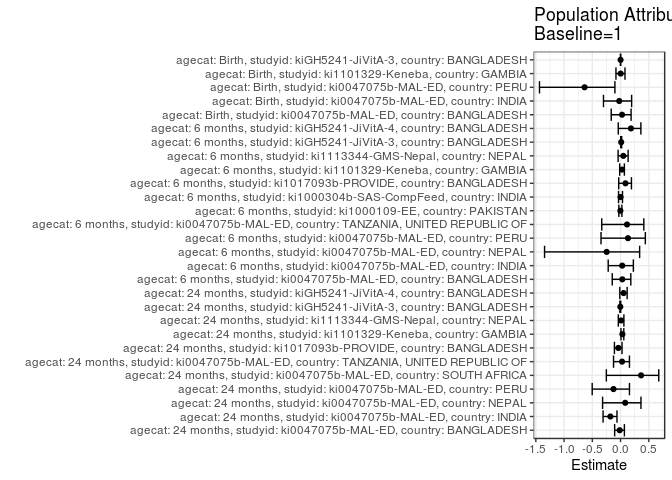 Population Attribu
Baseline=1
agecat: Birth, studyid: kiGH5241-JiVitA-3, country: BANGLADESH
agecat: Birth, studyid: ki1101329-Keneba, country: GAMBIA
agecat: Birth, studyid: ki0047075b-MAL-ED, country: PERU
agecat: Birth, studyid: ki0047075b-MAL-ED, country: INDIA
agecat: Birth, studyid: ki0047075b-MAL-ED, country: BANGLADESH
agecat: 6 months, studyid: kiGH5241-JiVitA-4, country: BANGLADESH
agecat: 6 months, studyid: kiGH5241-JiVitA-3, country: BANGLADESH
agecat: 6 months, studyid: ki1113344-GMS-Nepal, country: NEPAL
agecat: 6 months, studyid: ki1101329-Keneba, country: GAMBIA
agecat: 6 months, studyid: ki1017093b-PROVIDE, country: BANGLADESH
agecat: 6 months, studyid: ki1000304b-SAS-CompFeed, country: INDIA
agecat: 6 months, studyid: ki1000109-EE, country: PAKISTAN
agecat: 6 months, studyid: ki0047075b-MAL-ED, country: TANZANIA, UNITED REPUBLIC OF
agecat: 6 months, studyid: ki0047075b-MAL-ED, country: PERU
agecat: 6 months, studyid: ki0047075b-MAL-ED, country: NEPAL
agecat: 6 months, studyid: ki0047075b-MAL-ED, country: INDIA
agecat: 6 months, studyid: ki0047075b-MAL-ED, country: BANGLADESH
agecat: 24 months, studyid: kiGH5241-JiVitA-4, country: BANGLADESH
agecat: 24 months, studyid: kiGH5241-JiVitA-3, country: BANGLADESH
agecat: 24 months, studyid: ki1113344-GMS-Nepal, country: NEPAL
agecat: 24 months, studyid: ki1101329-Keneba, country: GAMBIA
agecat: 24 months, studyid: ki1017093b-PROVIDE, country: BANGLADESH
agecat: 24 months, studyid: ki0047075b-MAL-ED, country: TANZANIA, UNITED REPUBLIC OF
agecat: 24 months, studyid: ki0047075b-MAL-ED, country: SOUTH AFRICA
agecat: 24 months, studyid: ki0047075b-MAL-ED, country: PERU
agecat: 24 months, studyid: ki0047075b-MAL-ED, country: NEPAL
agecat: 24 months, studyid: ki0047075b-MAL-ED, country: INDIA
agecat: 24 months, studyid: ki0047075b-MAL-ED, country: BANGLADESH
-1.5 -1.0 -0.5 0.0 0.5
Estimate